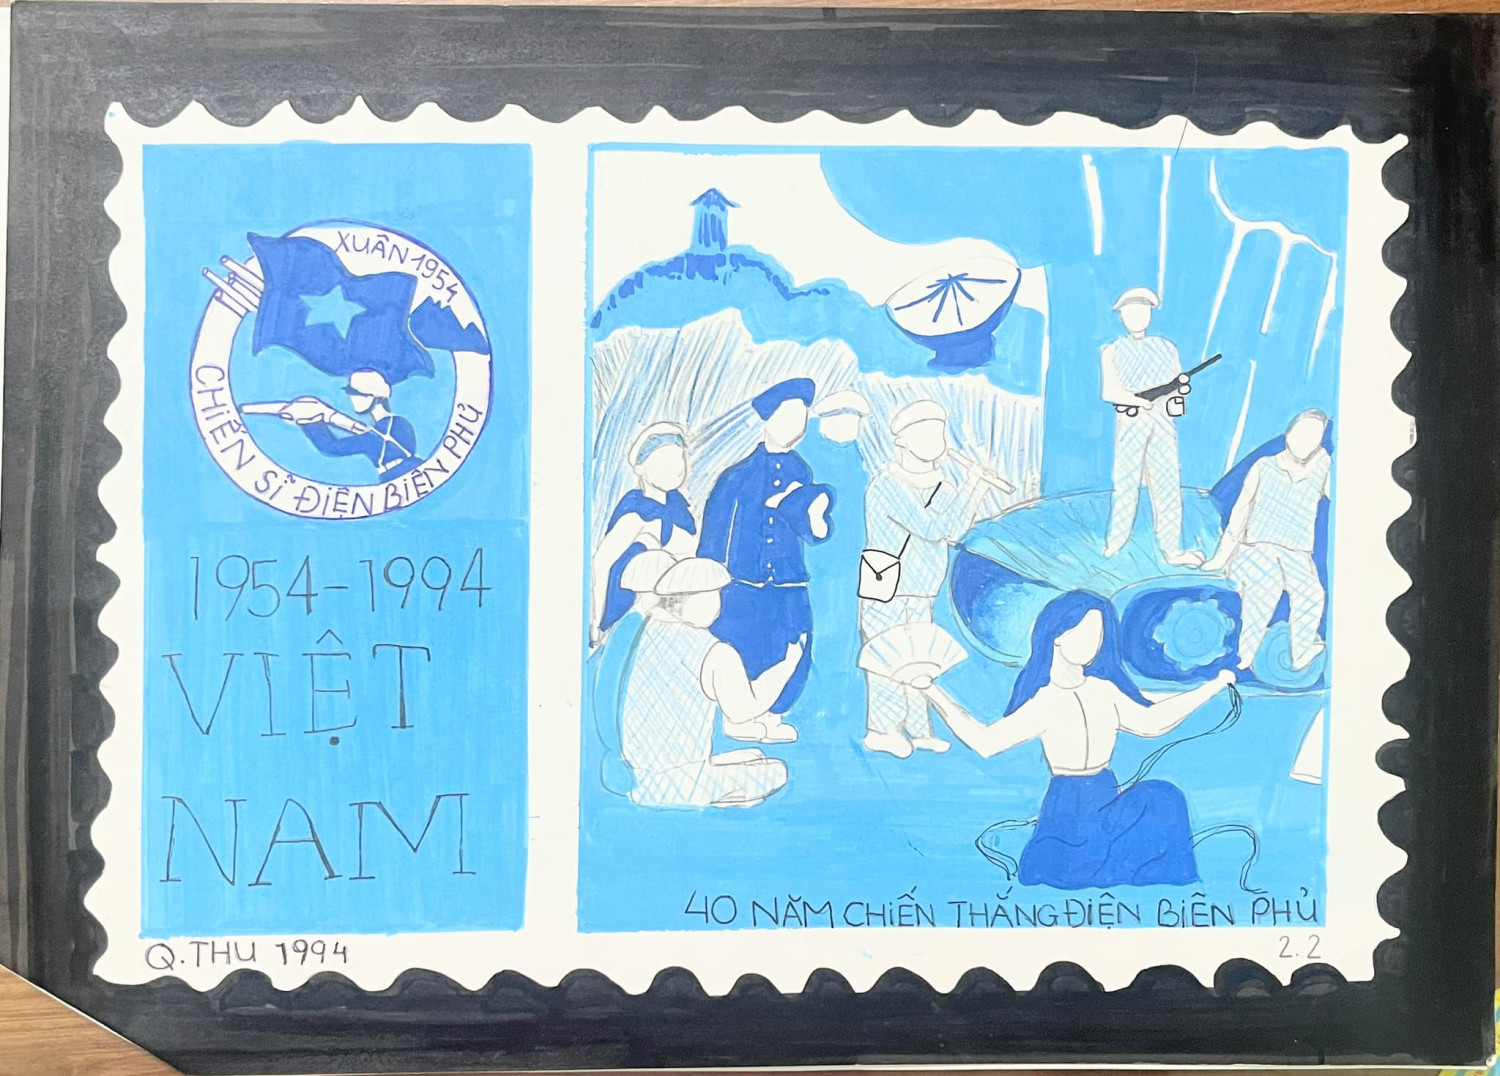 XUÂN 1954
CHIẾN SĨ ĐIỆN BIÊN PHỦ
1954-1994
VIỆT
NAM
40 NĂM CHIẾN THẮNG ĐIỆN BIÊN PHỦ
Q.THU 1994
2.2